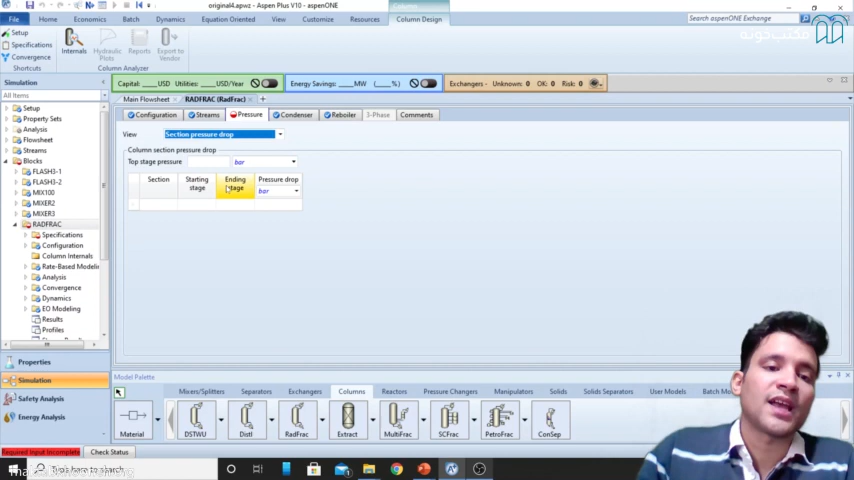 original4.apwz - Aspen Plus V10 - aspenONE
Columns
File Home Economics Batch Dynamics Equation Oriented View Customize Resources Column Design
Search aspenONE Exchange
مکتب‌خونه
Setup
Specifications
Convergence
Shortcuts
Internals
Hydraulic Plots
Reports
Export to Vendor
Column Analyzer
Simulation
Capital: ____USD Utilities: ____USD/Year
Energy Savings: ____MW (____%)
Exchangers - Unknown: 0 OK: 0 Risk: 0
All Items
Main Flowsheet
RADFRAC (RadFrac)
Setup
Property Sets
Analysis
Flowsheet
Streams
Blocks
FLASH3-1
FLASH3-2
MIX100
MIXER2
MIXER3
RADFRAC
Specifications
Configuration
Column Internals
Rate-Based Modelin
Analysis
Convergence
Dynamics
EO Modeling
Results
Profiles
Configuration Streams Pressure Condenser Reboiler 3-Phase Comments
View Section pressure drop
Column section pressure drop
Top stage pressure bar
Section
Starting stage
Ending stage
Pressure drop
bar
Properties
Simulation
Safety Analysis
Energy Analysis
Model Palette
Mixers/Splitters Separators Exchangers Columns Reactors Pressure Changers Manipulators Solids Solids Separators User Models Batch Mo
Material DSTWU Distl RadFrac Extract MultiFrac SCFrac PetroFrac ConSep
Required Input Incomplete
Check Status
Type here to search